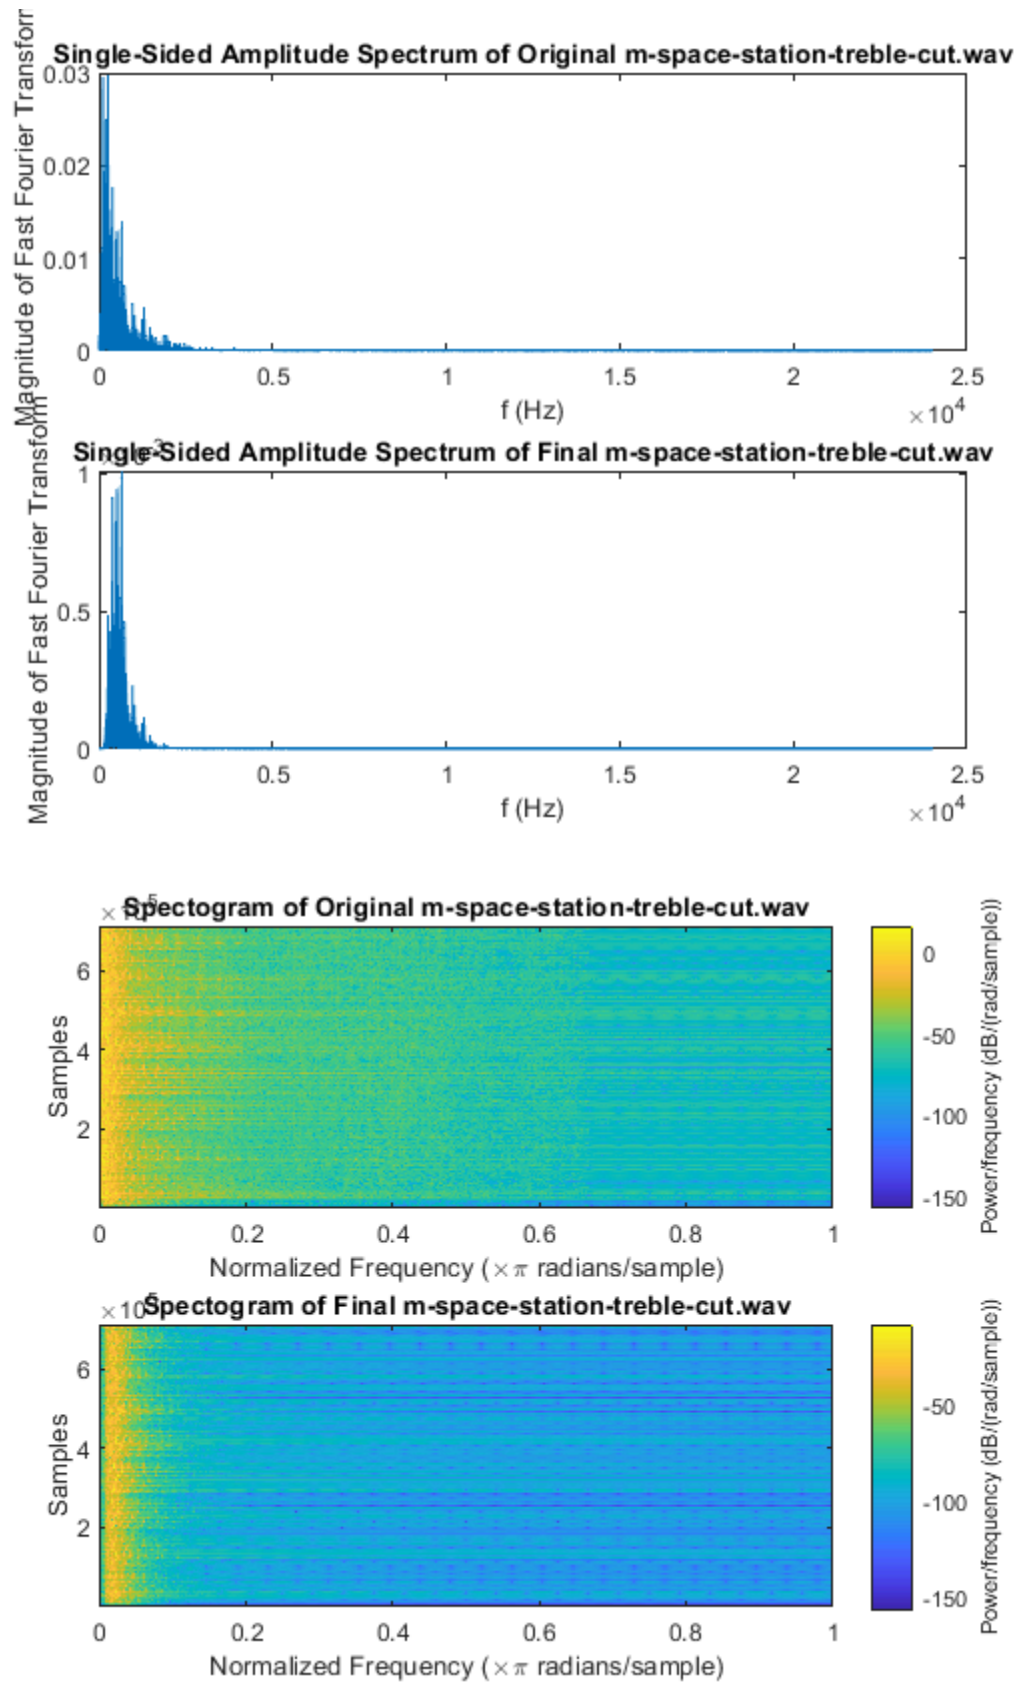 Single-Sided Amplitude Spectrum of Original m-space-station-treble-cut.wav
Magnitude of Fast Fourier Transform
0.03
0.02
0.01
0
0 0.5 1 1.5 2 2.5
f (Hz)
×10⁴
Single-Sided Amplitude Spectrum of Final m-space-station-treble-cut.wav
Magnitude of Fast Fourier Transform
1
0.5
0
0 0.5 1 1.5 2 2.5
f (Hz)
×10⁴
×10⁵
Spectogram of Original m-space-station-treble-cut.wav
Samples
6
4
2
0 0.2 0.4 0.6 0.8 1
Normalized Frequency (×π radians/sample)
0
-50
-100
-150
Power/frequency (dB/(rad/sample))
×10⁵
Spectogram of Final m-space-station-treble-cut.wav
Samples
6
4
2
0 0.2 0.4 0.6 0.8 1
Normalized Frequency (×π radians/sample)
-50
-100
-150
Power/frequency (dB/(rad/sample))